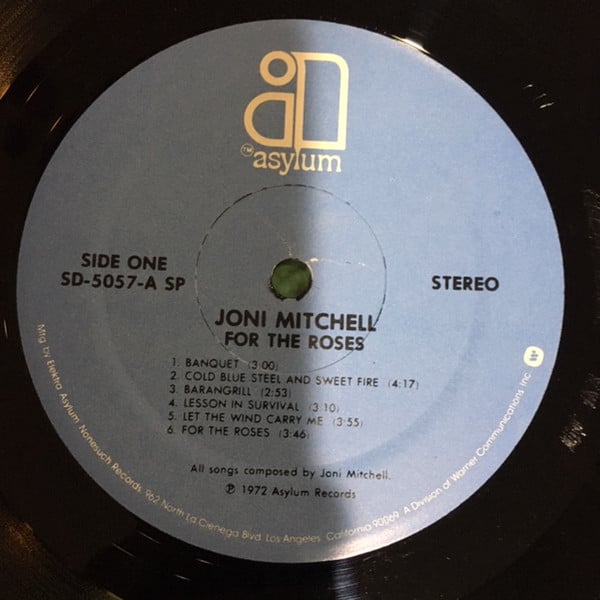 TM
asylum
SIDE ONE
SD-5057-A SP
STEREO
JONI MITCHELL
FOR THE ROSES
1. BANQUET (3:00)
2. COLD BLUE STEEL AND SWEET FIRE (4:17)
3. BARANGRILL (2:53)
4. LESSON IN SURVIVAL (3:10)
5. LET THE WIND CARRY ME (3:55)
6. FOR THE ROSES (3:46)
All songs composed by Joni Mitchell.
℗ 1972 Asylum Records
Mfg. by Elektra Asylum Nonesuch Records, 962 North La Cienega Blvd. Los Angeles, California 90069. A Division of Warner Communications, Inc.